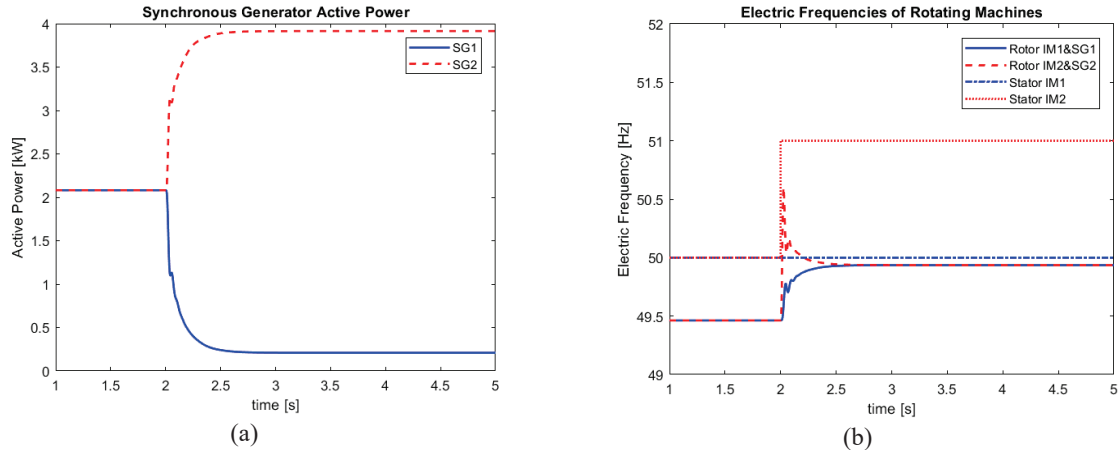 Synchronous Generator Active Power
4
3.5
3
2.5
2
1.5
1
0.5
0
Active Power [kW]
SG1
SG2
1 1.5 2 2.5 3 3.5 4 4.5 5
time [s]
(a)
Electric Frequencies of Rotating Machines
52
51.5
51
50.5
50
49.5
49
Electric Frequency [Hz]
Rotor IM1&SG1
Rotor IM2&SG2
Stator IM1
Stator IM2
1 1.5 2 2.5 3 3.5 4 4.5 5
time [s]
(b)